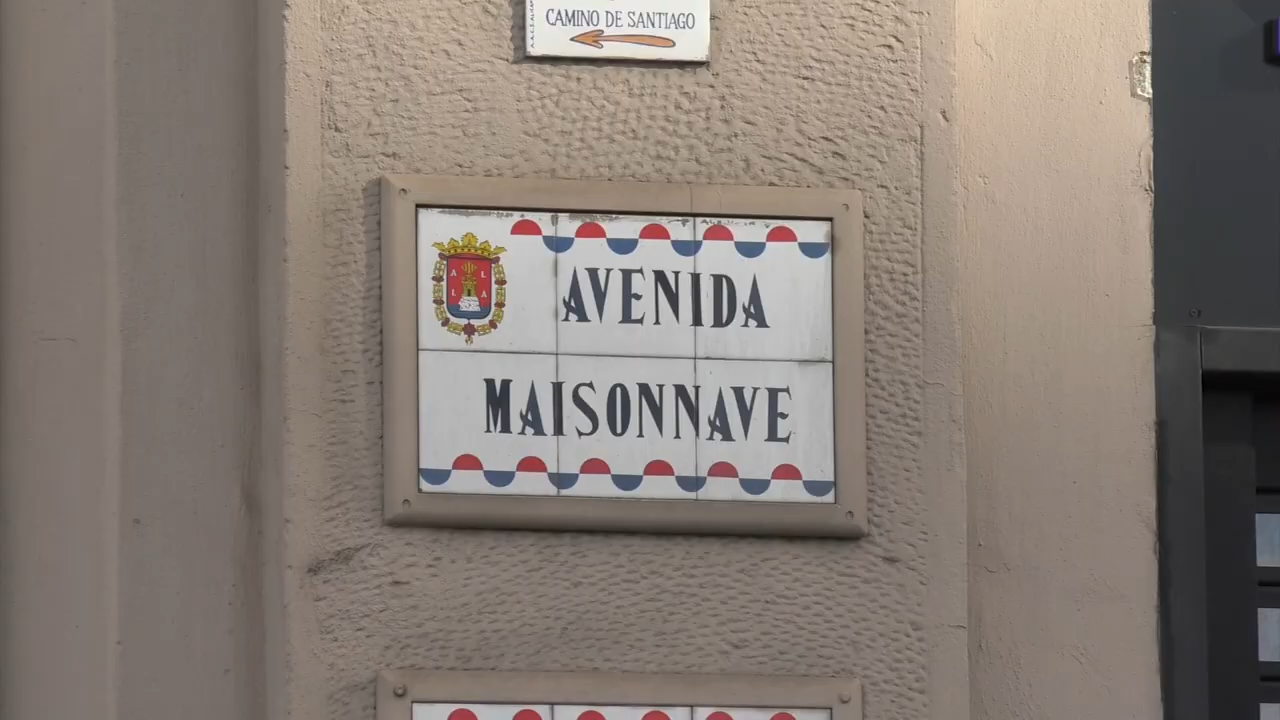 CAMINO DE SANTIAGO
AVENIDA
MAISONNAVE
A L
L A